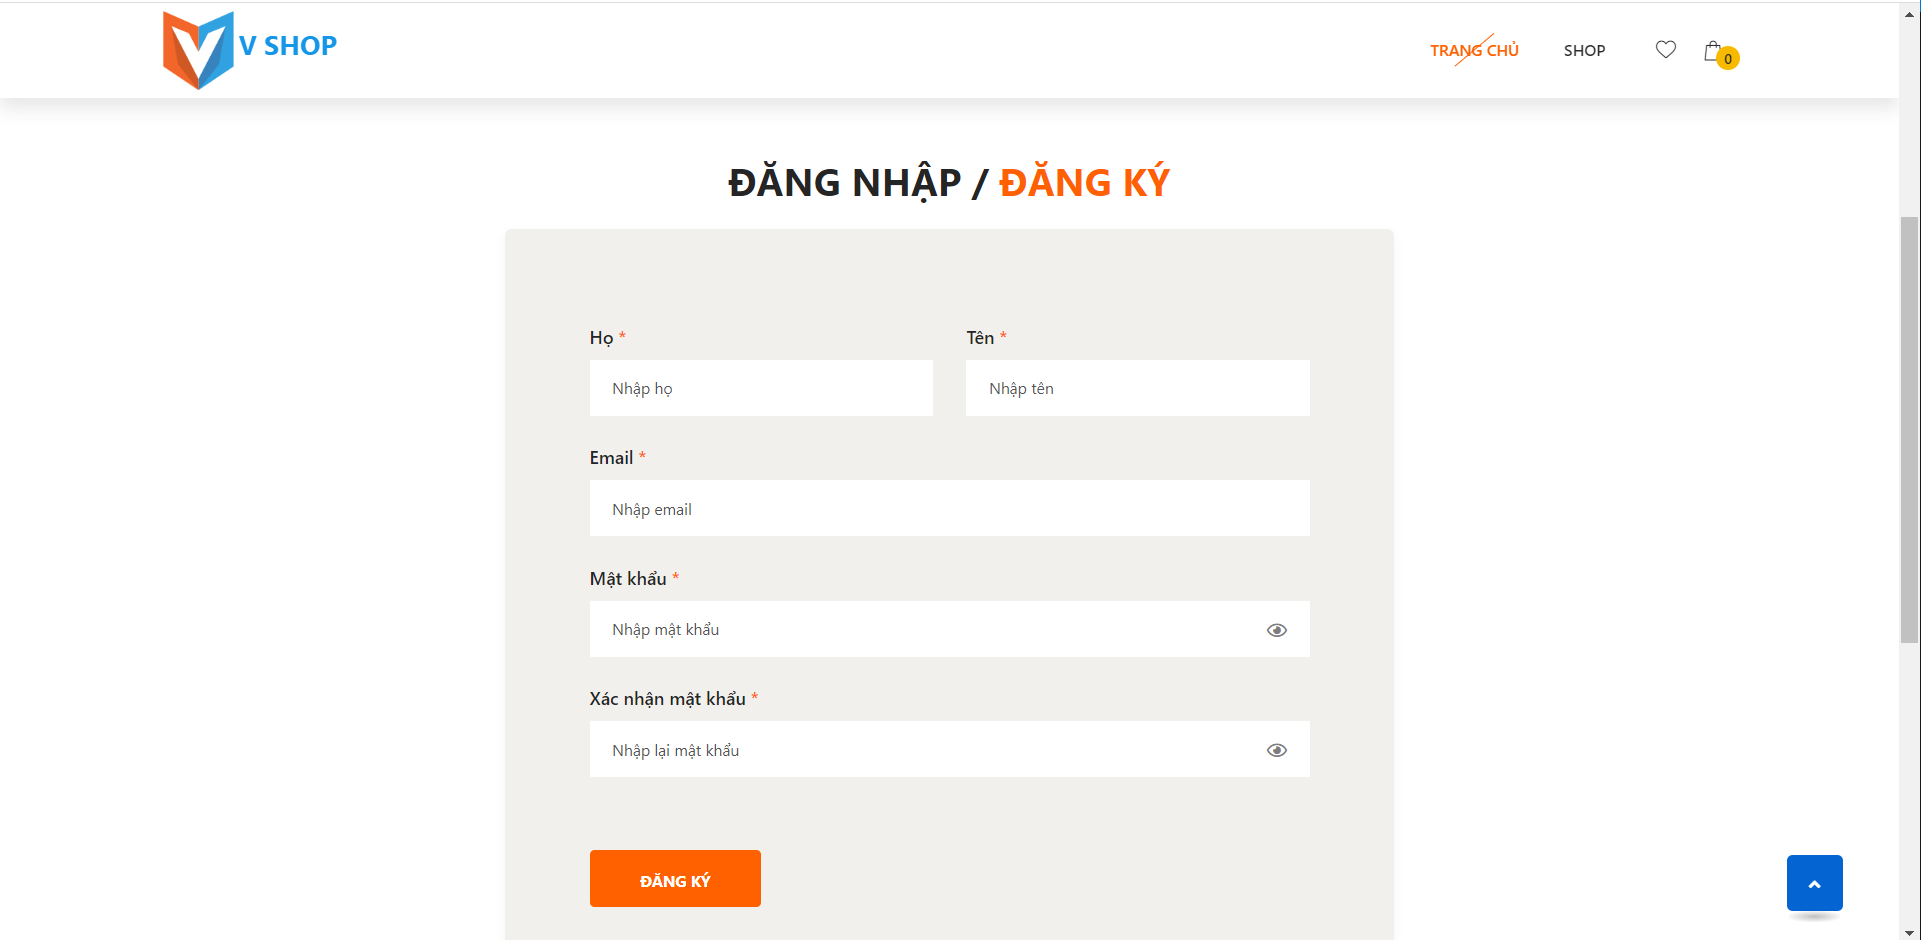 V SHOP
TRANG CHỦ SHOP 0
ĐĂNG NHẬP / ĐĂNG KÝ
Họ * Tên *
Nhập họ Nhập tên
Email *
Nhập email
Mật khẩu *
Nhập mật khẩu
Xác nhận mật khẩu *
Nhập lại mật khẩu
ĐĂNG KÝ